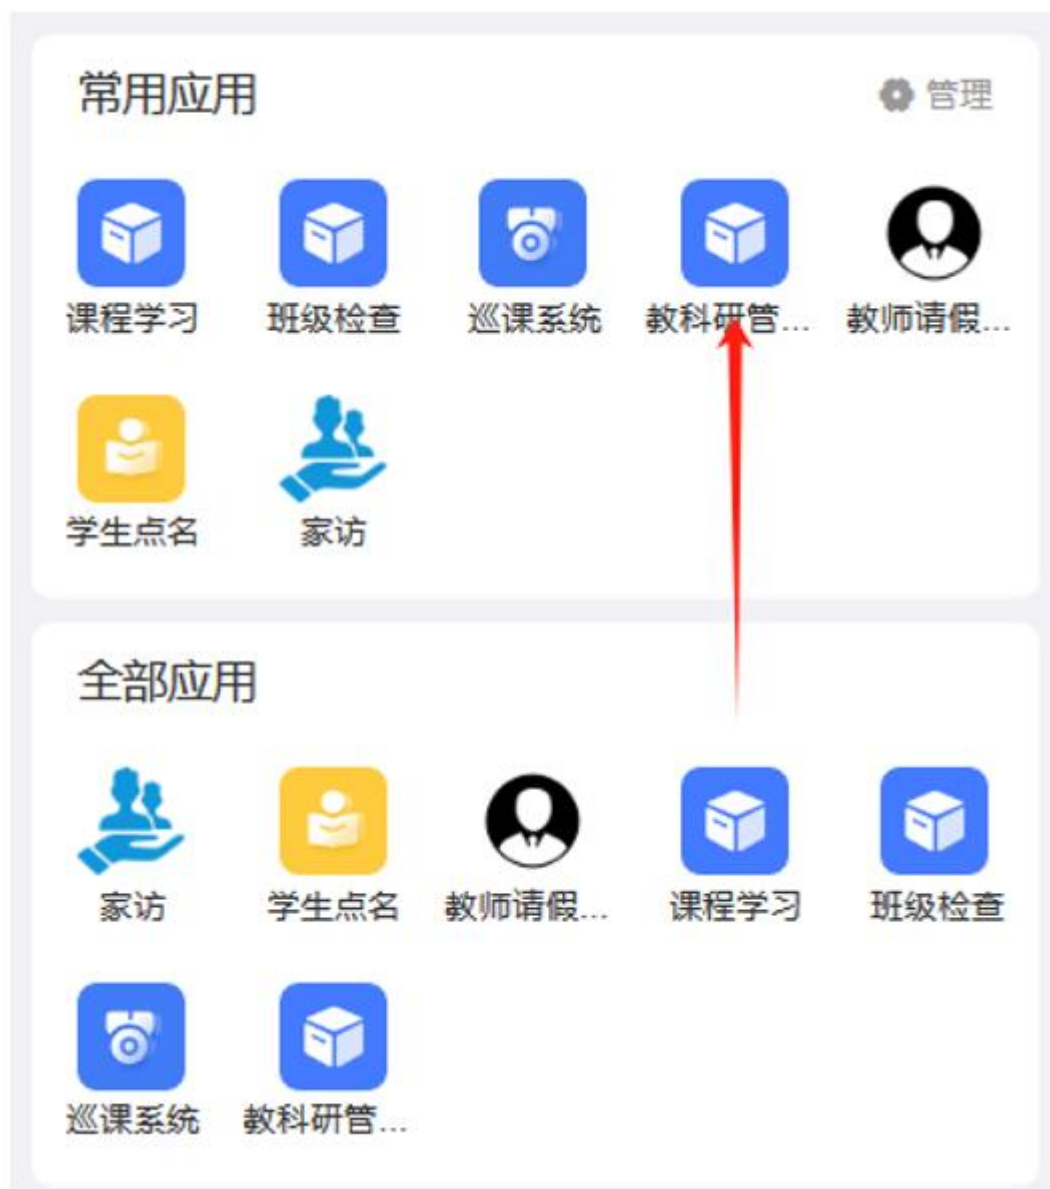 常用应用
管理
课程学习 班级检查 巡课系统 教科研管... 教师请假...
学生点名 家访
全部应用
家访 学生点名 教师请假... 课程学习 班级检查
巡课系统 教科研管...